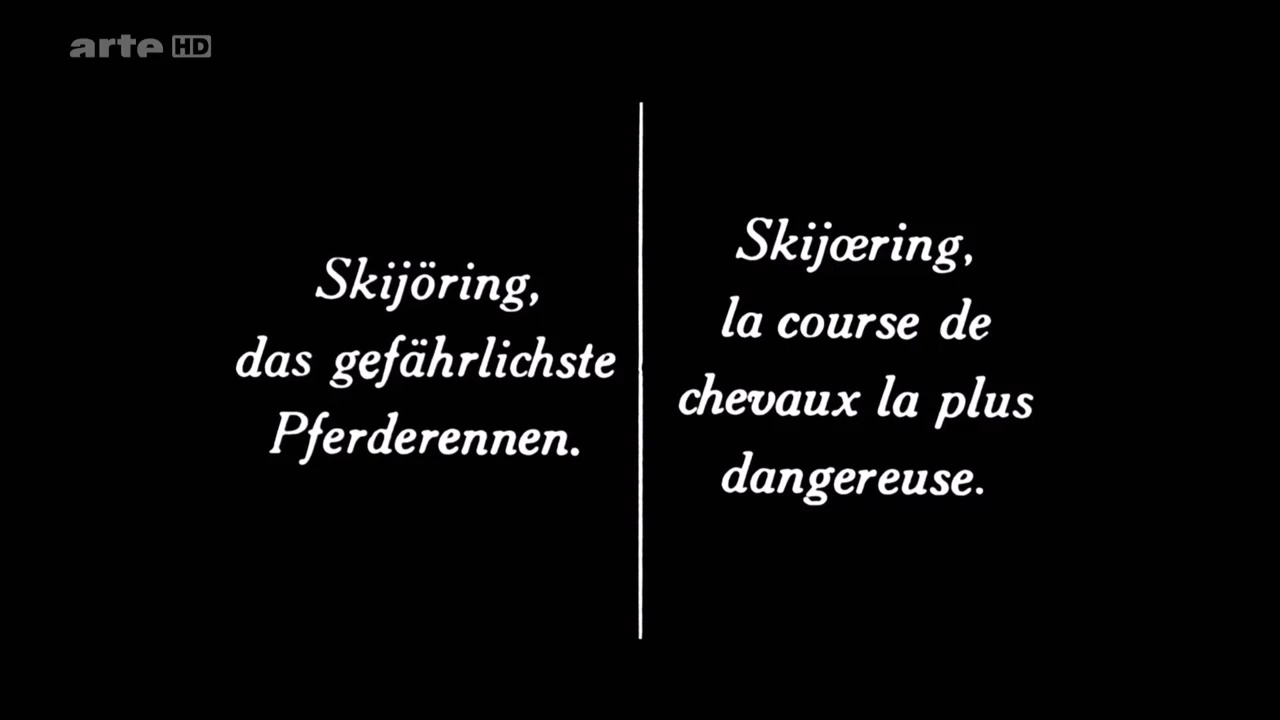 arte HD
Skijöring,
das gefährlichste
Pferderennen.
Skijœring,
la course de
chevaux la plus
dangereuse.